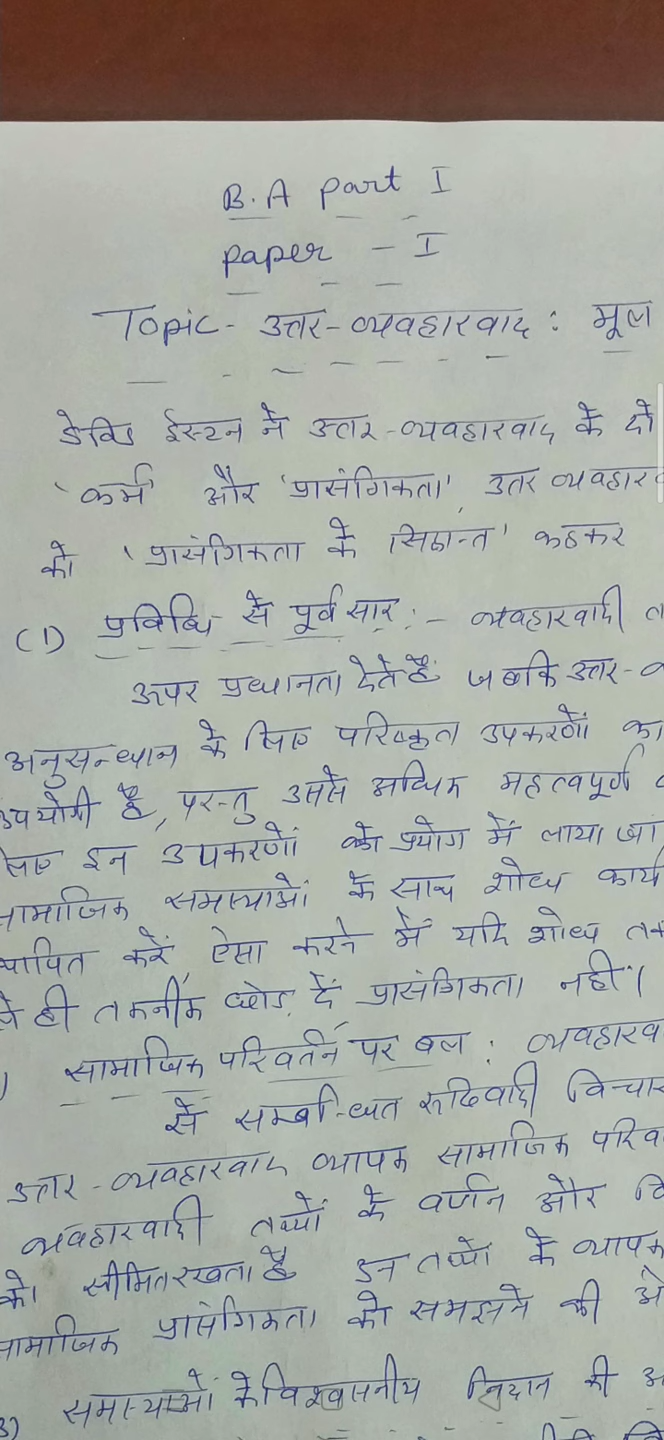 B.A Part I
paper - I
Topic- उत्तर-व्यवहारवाद : मूल
डेविड ईस्टन ने उत्तर-व्यवहारवाद के दो
'कर्म' और 'प्रासंगिकता' उतर व्यवहार
को 'प्रासंगिकता के सिद्धान्त' कहकर
(1) प्रविधि से पूर्व सार :- व्यवहारवादी
ऊपर प्रधानता देते हैं जबकि उत्तर-
अनुसन्धान के लिए परिष्कृत उपकरणों का
उपयोगी है, परन्तु उससे अधिक महत्वपूर्ण
लिए इन उपकरणों को प्रयोग में लाया जा
सामाजिक समस्याओं के साथ शोध कार्य
करें, ऐसा करने में यदि शोध
ही तकनीक छोड़ दें प्रासंगिकता नहीं।
) सामाजिक परिवर्तन पर बल : व्यवहारव
से सम्बन्धित रूढिवादी विचार
उत्तर-व्यवहारवाद व्यापक सामाजिक परिव
व्यवहारवादी तथ्यों के वर्णन और वि
को सीमित रखता है इन तथ्यों के व्यापक
सामाजिक प्रासंगिकता को समझने की ओ
3) समास्याओं के विश्वसनीय निदान की